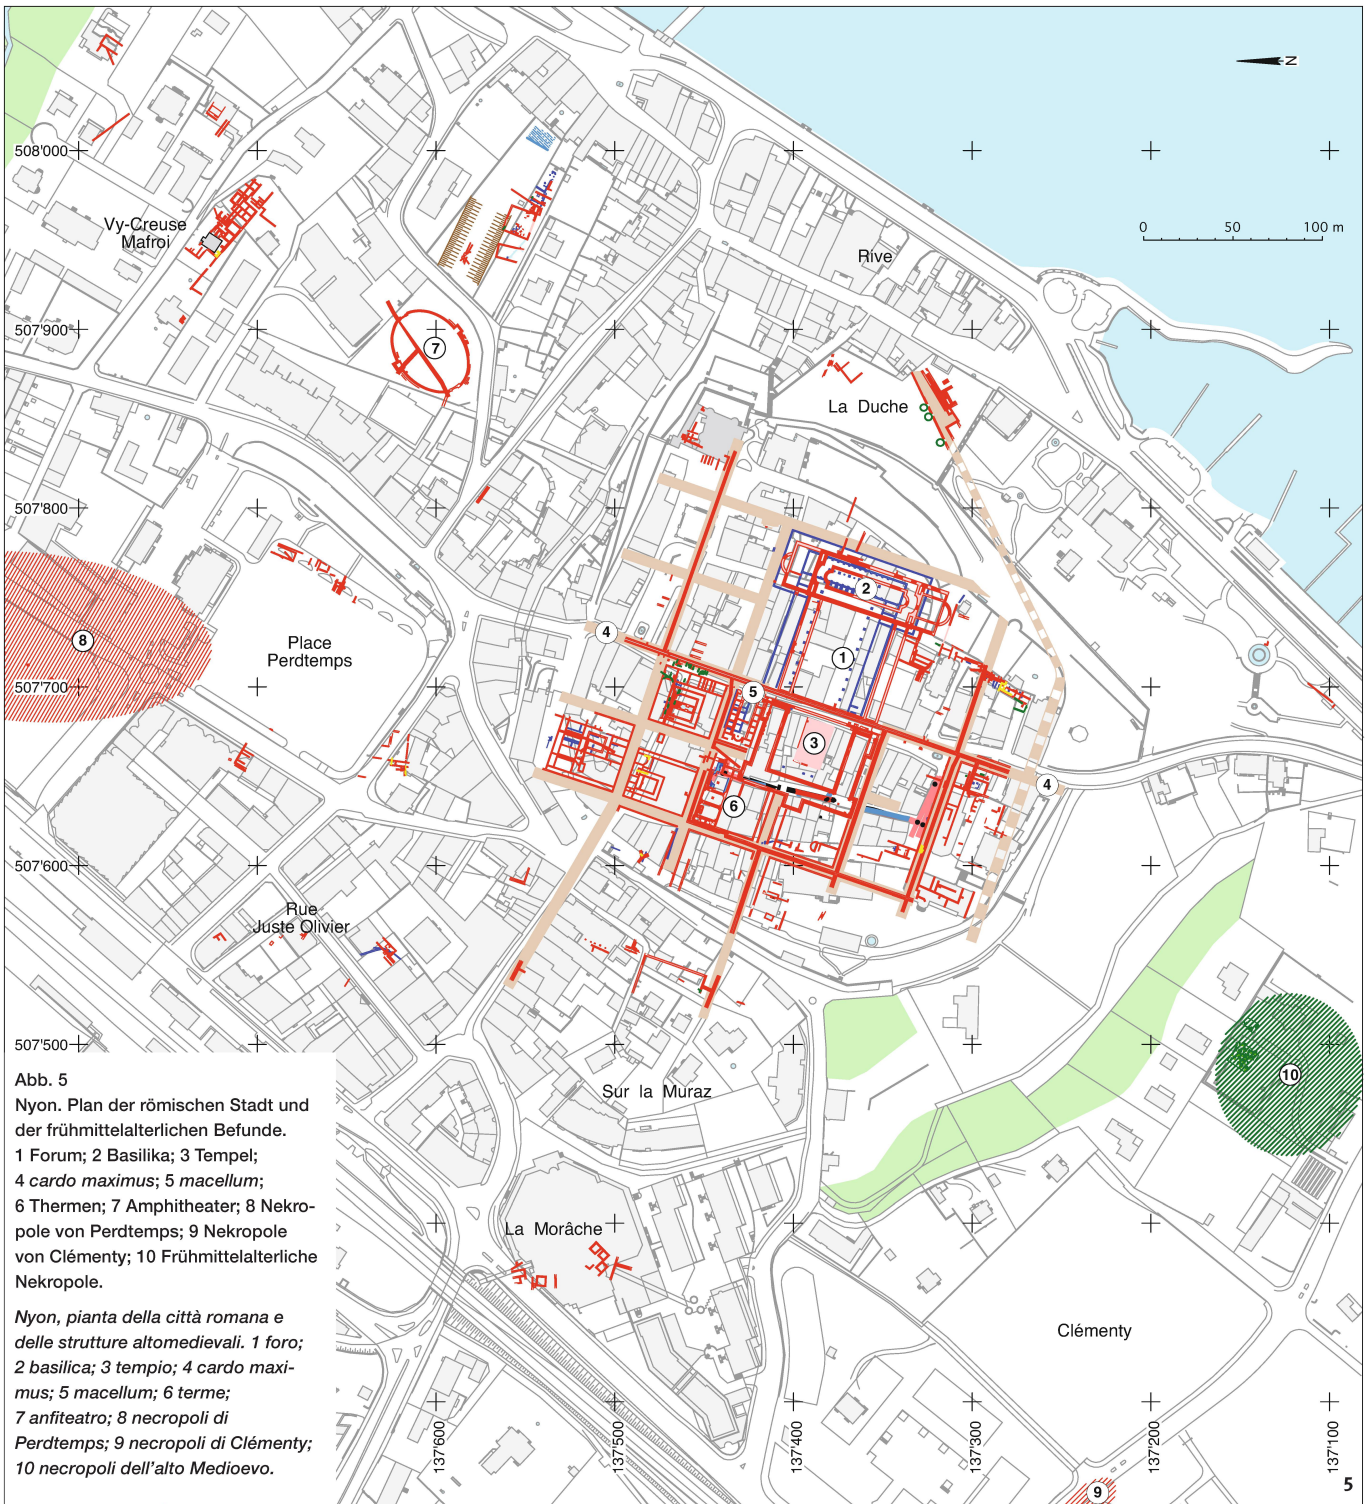 N
508'000
Vy-Creuse
Mafroi
0 50 100 m
Rive
507'900
7
La Duche
507'800
2
4
8
Place
Perdtemps
1
507'700
5
3
4
6
507'600
Rue
Juste Olivier
507'500
10
Sur la Muraz
La Morâche
Clémenty
137'600
137'500
137'400
137'300
137'200
137'100
9
Abb. 5
Nyon. Plan der römischen Stadt und
der frühmittelalterlichen Befunde.
1 Forum; 2 Basilika; 3 Tempel;
4 cardo maximus; 5 macellum;
6 Thermen; 7 Amphitheater; 8 Nekro-
pole von Perdtemps; 9 Nekropole
von Clémenty; 10 Frühmittelalterliche
Nekropole.
Nyon, pianta della città romana e
delle strutture altomedievali. 1 foro;
2 basilica; 3 tempio; 4 cardo maxi-
mus; 5 macellum; 6 terme;
7 anfiteatro; 8 necropoli di
Perdtemps; 9 necropoli di Clémenty;
10 necropoli dell'alto Medioevo.
5